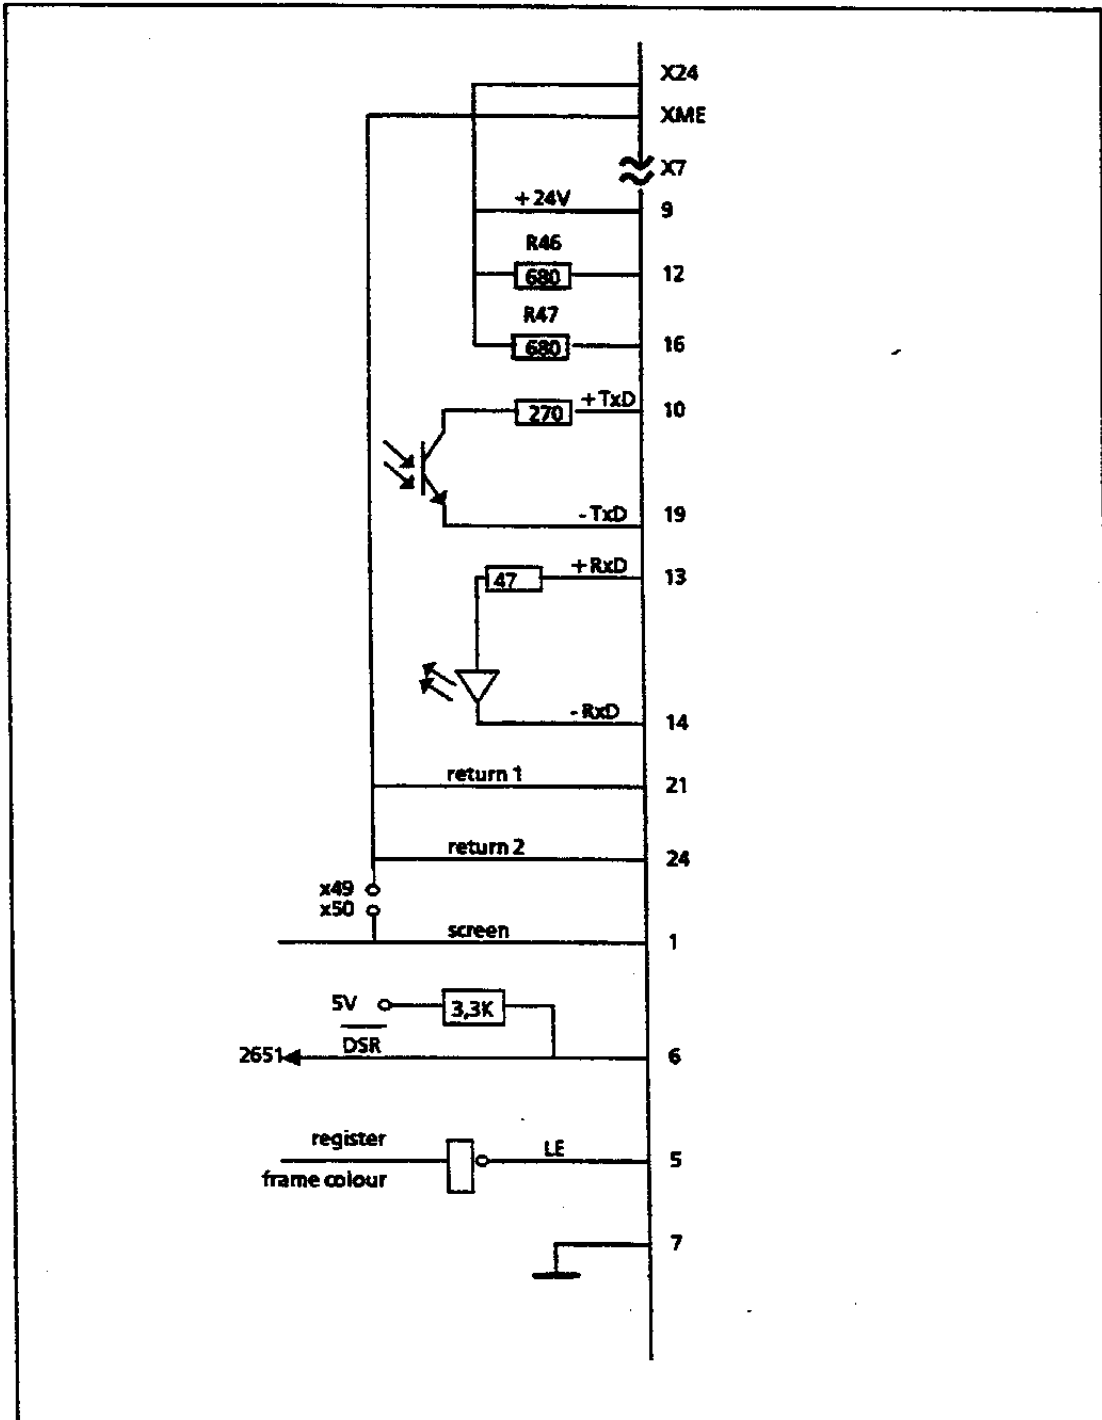 X24
XME
X7
+24V 9
R46
680 12
R47
680 16
270 +TxD 10
-TxD 19
47 +RxD 13
-RxD 14
return 1 21
return 2 24
x49
x50
screen 1
5V 3,3K
2651 DSR 6
register
LE 5
frame colour
7